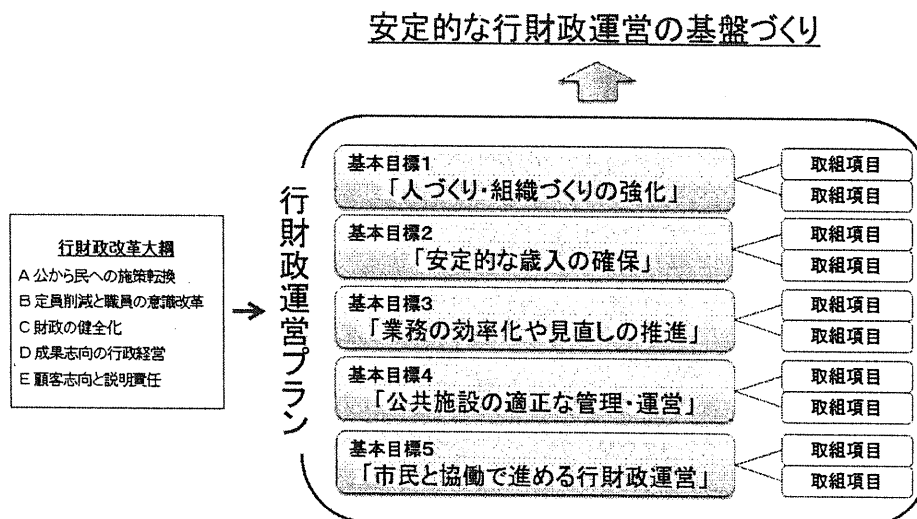 安定的な行財政運営の基盤づくり
行財政改革大綱
A 公から民への施策転換
B 定員削減と職員の意識改革
C 財政の健全化
D 成果志向の行政経営
E 顧客志向と説明責任
行財政運営プラン
基本目標1
「人づくり・組織づくりの強化」
取組項目
取組項目
基本目標2
「安定的な歳入の確保」
取組項目
取組項目
基本目標3
「業務の効率化や見直しの推進」
取組項目
取組項目
基本目標4
「公共施設の適正な管理・運営」
取組項目
取組項目
基本目標5
「市民と協働で進める行財政運営」
取組項目
取組項目